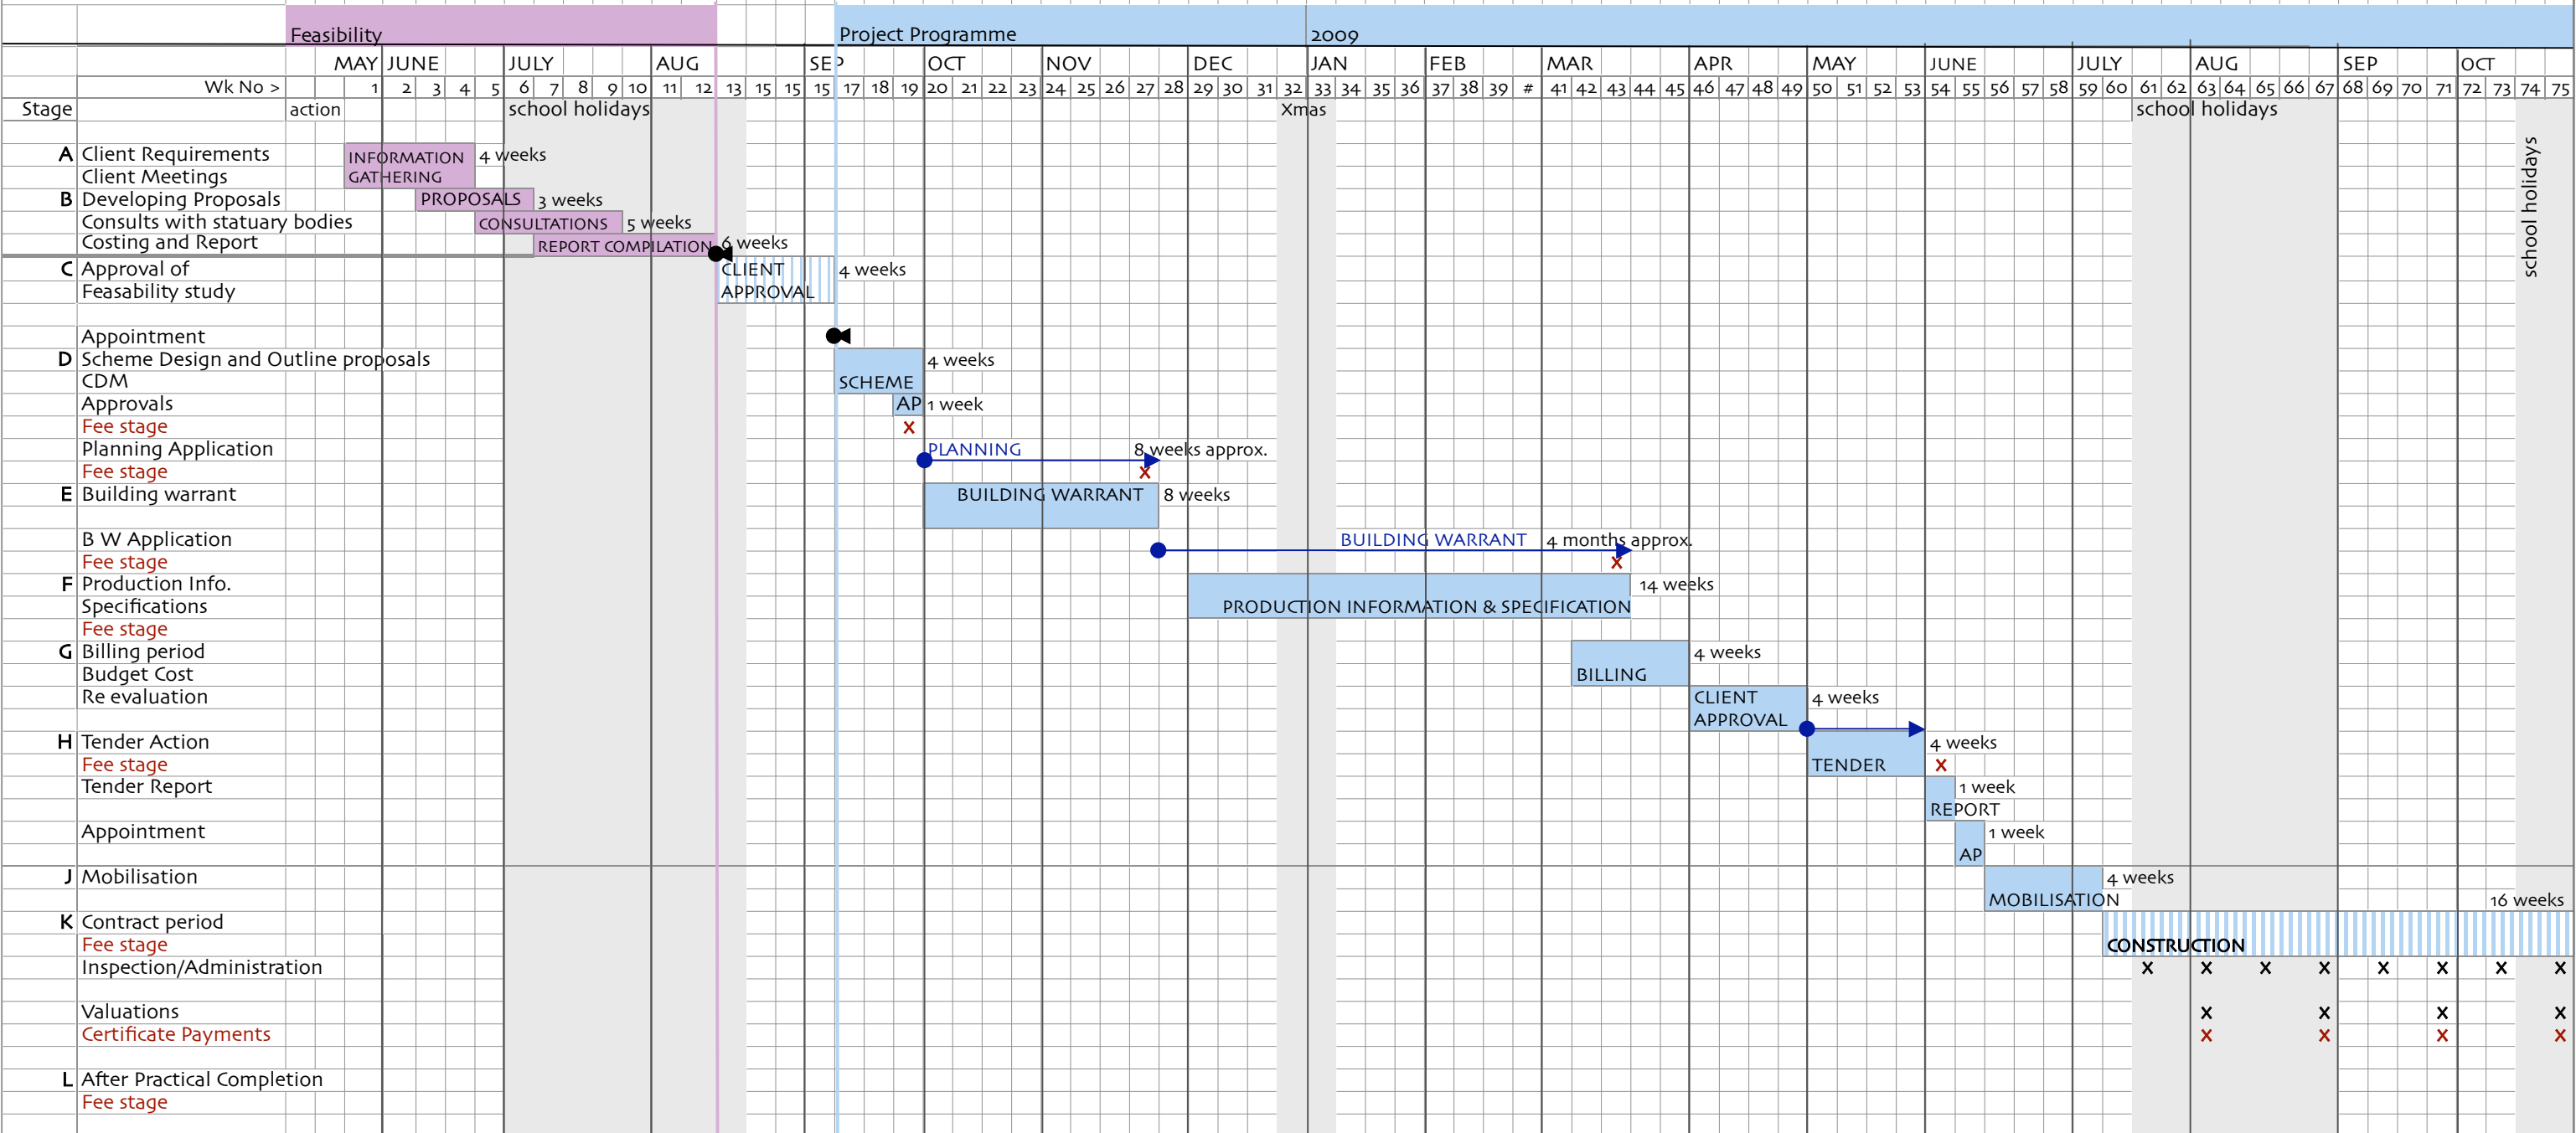 Feasibility Project Programme 2009
MAY JUNE JULY AUG SEP OCT NOV DEC JAN FEB MAR APR MAY JUNE JULY AUG SEP OCT
Wk No > 1 2 3 4 5 6 7 8 9 10 11 12 13 15 15 15 17 18 19 20 21 22 23 24 25 26 27 28 29 30 31 32 33 34 35 36 37 38 39 # 41 42 43 44 45 46 47 48 49 50 51 52 53 54 55 56 57 58 59 60 61 62 63 64 65 66 67 68 69 70 71 72 73 74 75
Stage action school holidays Xmas school holidays
school holidays
A Client Requirements INFORMATION 4 weeks
Client Meetings GATHERING
B Developing Proposals PROPOSALS 3 weeks
Consults with statuary bodies CONSULTATIONS 5 weeks
Costing and Report REPORT COMPILATION 6 weeks
C Approval of CLIENT 4 weeks
Feasability study APPROVAL
Appointment
D Scheme Design and Outline proposals 4 weeks
CDM SCHEME
Approvals AP 1 week
Fee stage x
Planning Application PLANNING 8 weeks approx.
Fee stage x
E Building warrant BUILDING WARRANT 8 weeks
B W Application BUILDING WARRANT 4 months approx.
Fee stage x
F Production Info. 14 weeks
Specifications PRODUCTION INFORMATION & SPECIFICATION
Fee stage
G Billing period 4 weeks
Budget Cost BILLING
Re evaluation CLIENT 4 weeks
APPROVAL
H Tender Action 4 weeks
Fee stage TENDER x
Tender Report 1 week
REPORT
Appointment 1 week
AP
J Mobilisation 4 weeks
MOBILISATION 16 weeks
K Contract period
Fee stage CONSTRUCTION
Inspection/Administration x x x x x x x x
Valuations x x x x
Certificate Payments x x x x
L After Practical Completion
Fee stage